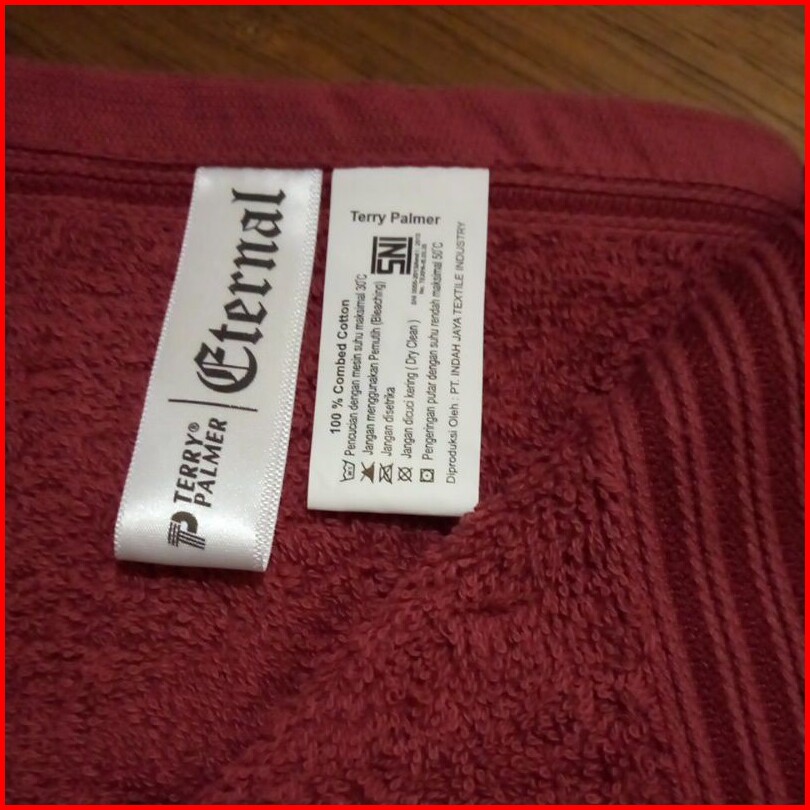 TERRY®
PALMER
Eternal
Terry Palmer
SNI
100 % Combed Cotton
Pencucian dengan mesin suhu maksimal 30°C
Jangan menggunakan Pemutih (Bleaching)
Jangan disetrika
Jangan dicuci kering ( Dry Clean )
Pengeringan putar dengan suhu rendah maksimal 50°C
Diproduksi Oleh : PT. INDAH JAYA TEXTILE INDUSTRY